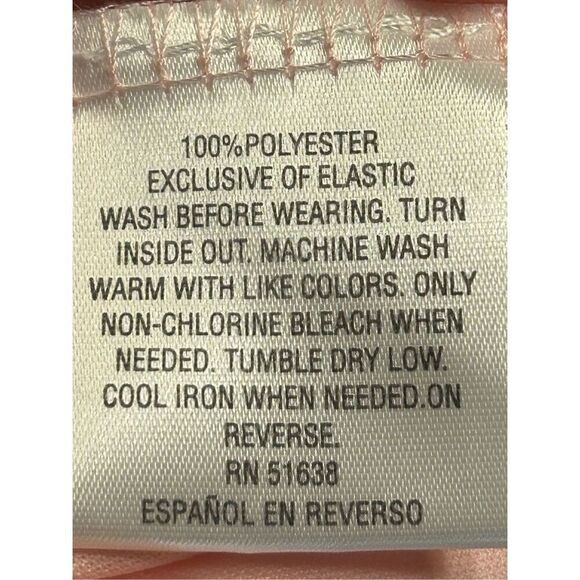 100%POLYESTER
EXCLUSIVE OF ELASTIC
WASH BEFORE WEARING. TURN
INSIDE OUT. MACHINE WASH
WARM WITH LIKE COLORS. ONLY
NON-CHLORINE BLEACH WHEN
NEEDED. TUMBLE DRY LOW.
COOL IRON WHEN NEEDED.ON
REVERSE.
RN 51638
ESPAÑOL EN REVERSO